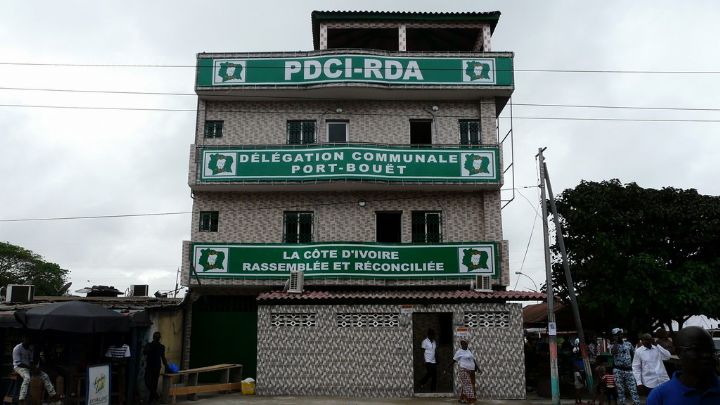 PDCI-RDA
DÉLÉGATION COMMUNALE
PORT-BOUËT
LA CÔTE D'IVOIRE
RASSEMBLÉE ET RÉCONCILIÉE